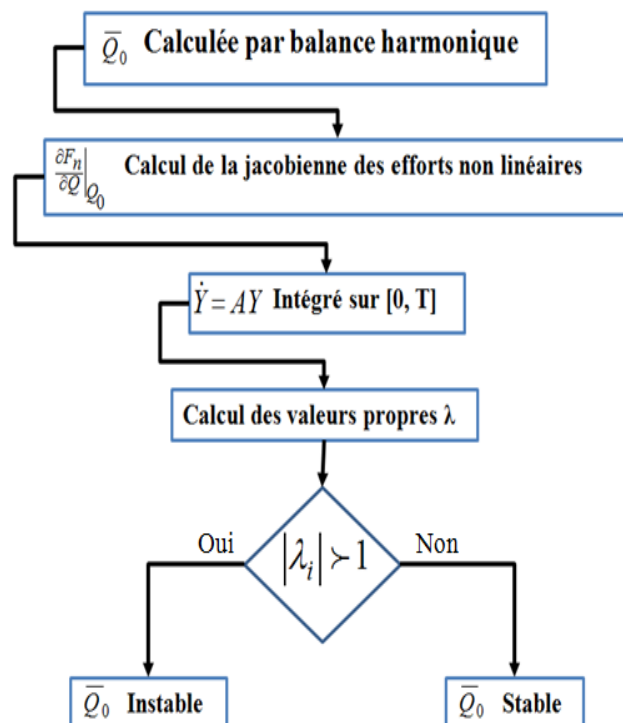 Q̅₀ Calculée par balance harmonique
∂Fₙ/∂Q|Q₀ Calcul de la jacobienne des efforts non linéaires
Ẏ = AY Intégré sur [0, T]
Calcul des valeurs propres λ
|λᵢ| ≻ 1
Oui
Non
Q̅₀ Instable
Q̅₀ Stable